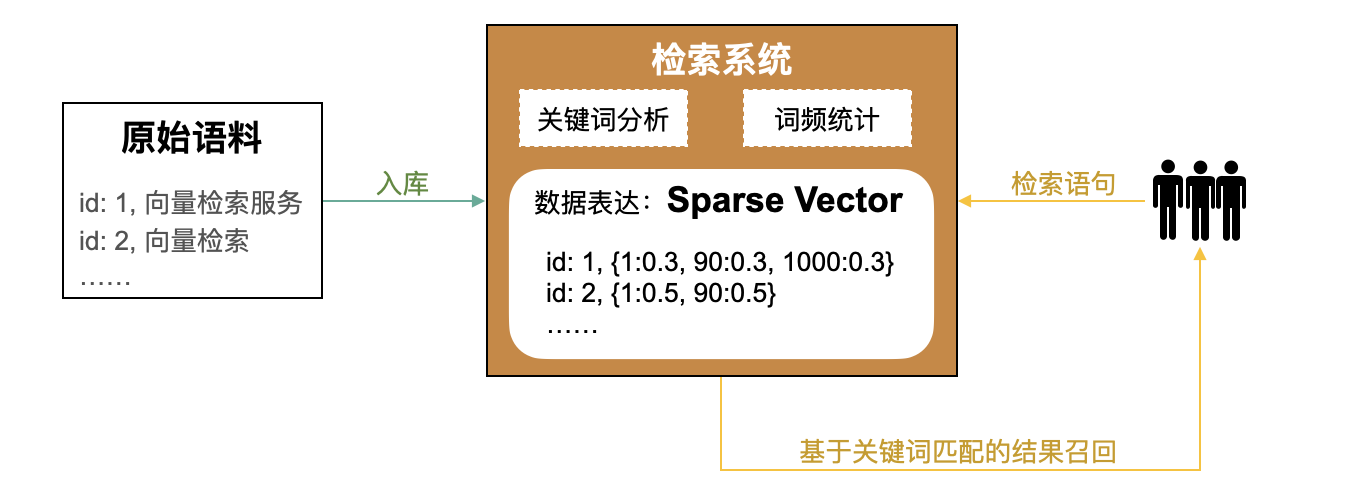 原始语料
id: 1, 向量检索服务
id: 2, 向量检索
……
入库
检索系统
关键词分析
词频统计
数据表达：Sparse Vector
id: 1, {1:0.3, 90:0.3, 1000:0.3}
id: 2, {1:0.5, 90:0.5}
……
检索语句
基于关键词匹配的结果召回